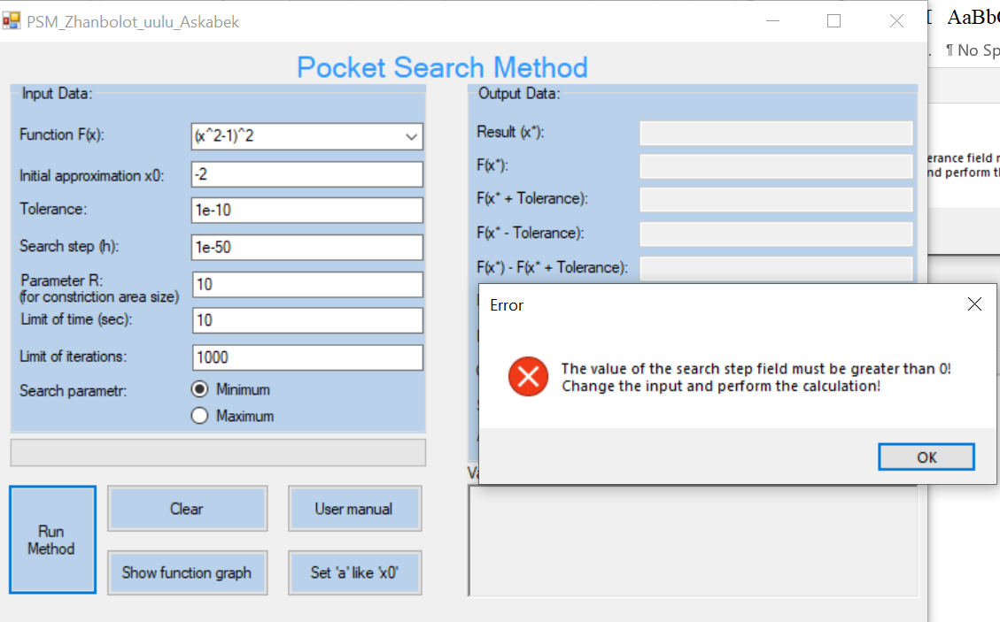 PSM_Zhanbolot_uulu_Askabek
AaBb
¶ No Sp
Pocket Search Method
Input Data:
Function F(x):
(x^2-1)^2
Initial approximation x0:
-2
Tolerance:
1e-10
Search step (h):
1e-50
Parameter R:
(for constriction area size)
10
Limit of time (sec):
10
Limit of iterations:
1000
Search parametr:
Minimum
Maximum
Run
Method
Clear
User manual
Show function graph
Set 'a' like 'x0'
Output Data:
Result (x*):
F(x*):
F(x* + Tolerance):
F(x* - Tolerance):
F(x*) - F(x* + Tolerance):
erance field
nd perform
Error
The value of the search step field must be greater than 0!
Change the input and perform the calculation!
OK